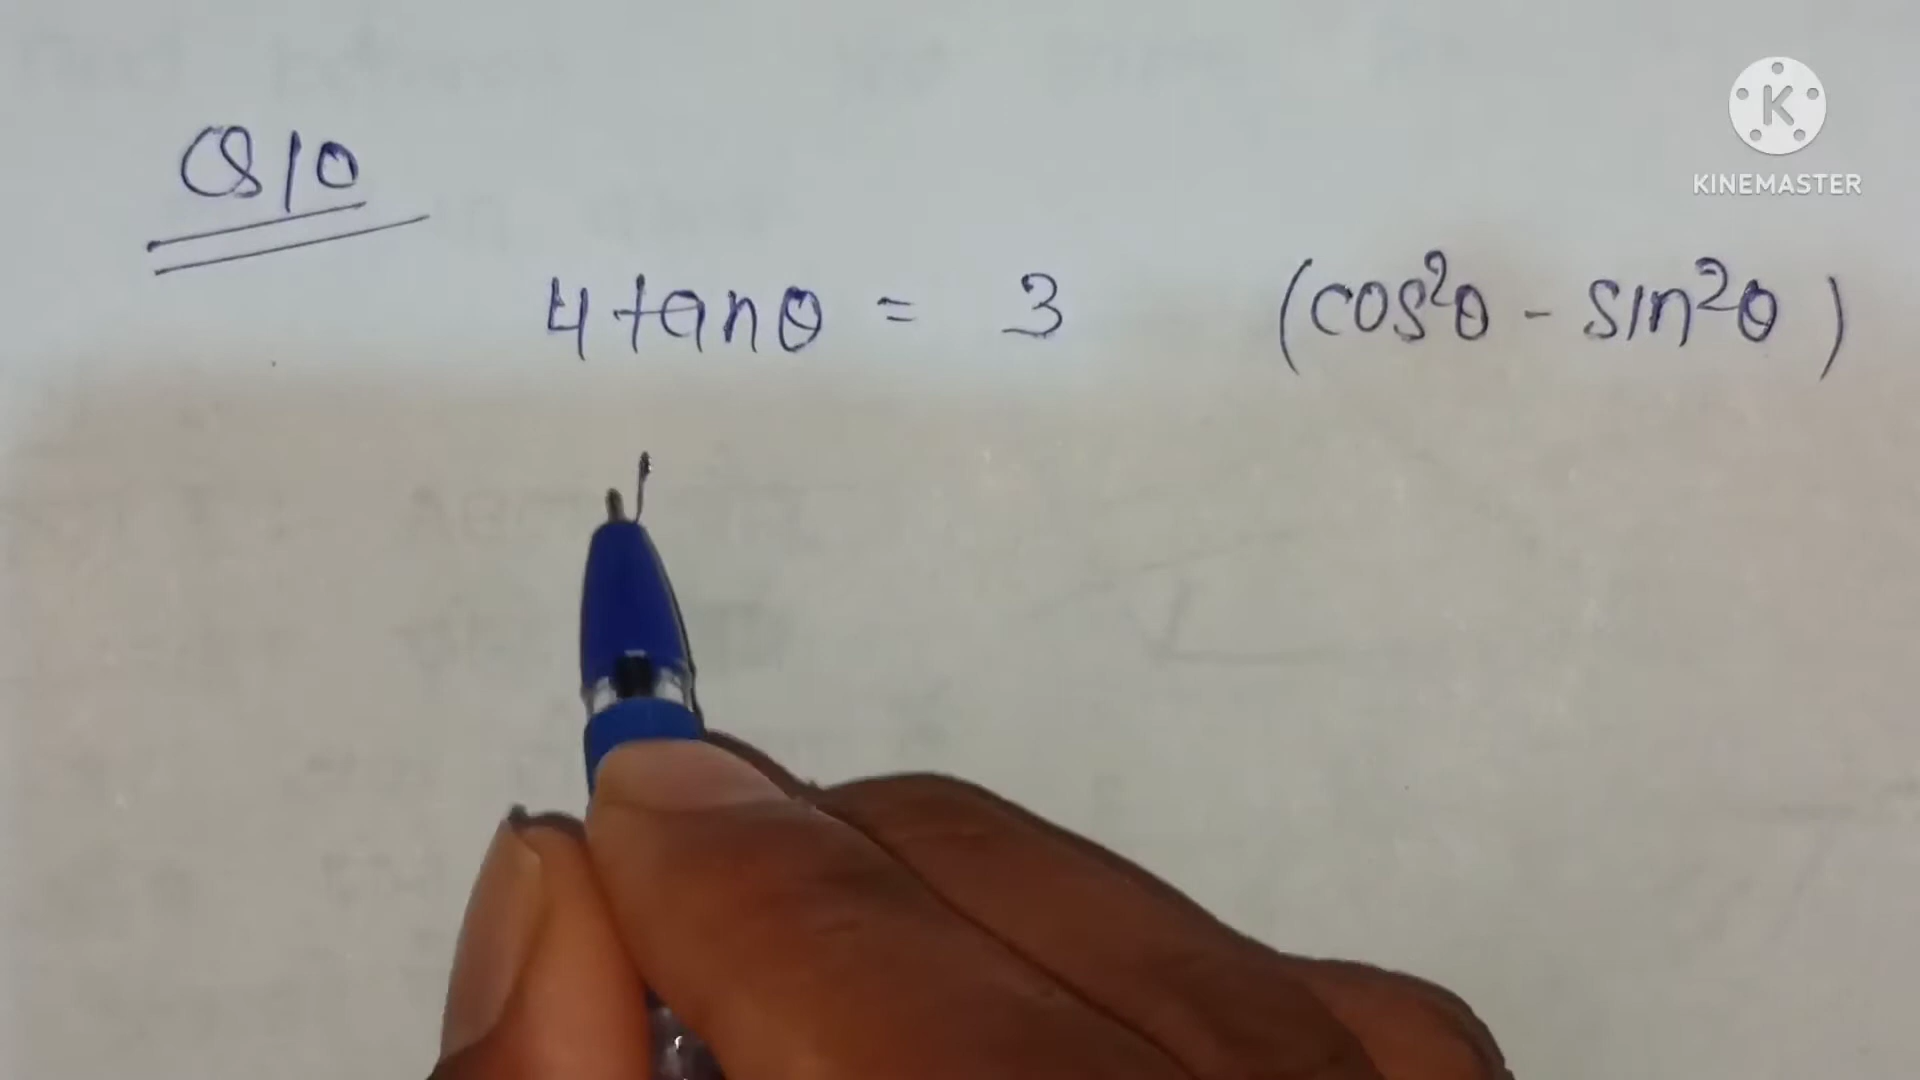 Q10
KINEMASTER
4tanθ = 3 (cos²θ - sin²θ)